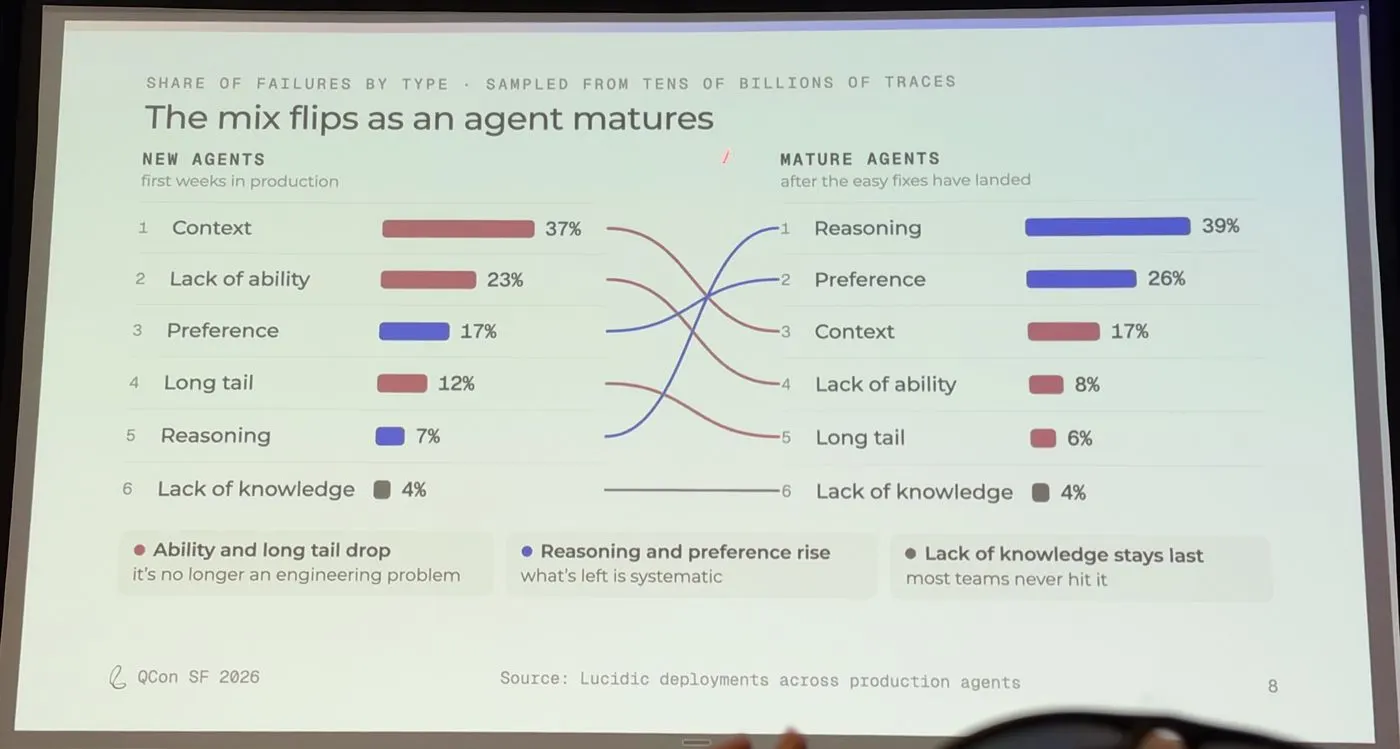 SHARE OF FAILURES BY TYPE · SAMPLED FROM TENS OF BILLIONS OF TRACES
The mix flips as an agent matures
NEW AGENTS
first weeks in production
1 Context 37%
2 Lack of ability 23%
3 Preference 17%
4 Long tail 12%
5 Reasoning 7%
6 Lack of knowledge 4%
MATURE AGENTS
after the easy fixes have landed
1 Reasoning 39%
2 Preference 26%
3 Context 17%
4 Lack of ability 8%
5 Long tail 6%
6 Lack of knowledge 4%
Ability and long tail drop
it's no longer an engineering problem
Reasoning and preference rise
what's left is systematic
Lack of knowledge stays last
most teams never hit it
QCon SF 2026
Source: Lucidic deployments across production agents
8